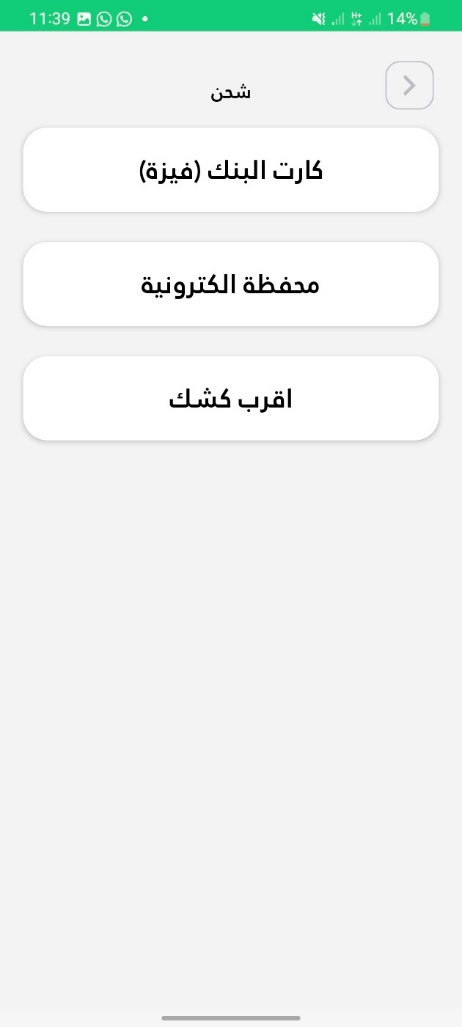 11:39
14%
شحن
كارت البنك (فيزة)
محفظة الكترونية
اقرب كشك